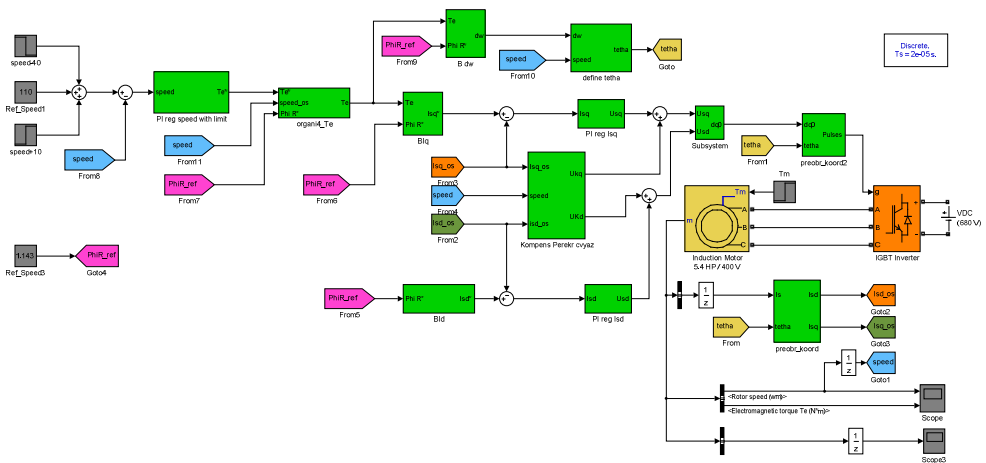 speed-40
110
Ref_Speed1
speed+10
speed
From8
speed
Te*
PI reg speed with limit
speed
From11
PhiR_ref
From7
Te*
speed_os
Phi R*
Te
organi4_Te
PhiR_ref
From9
Te
Phi R*
dw
B dw
speed
From10
dw
speed
tetha
define tetha
tetha
Goto
Discrete,
Ts = 2e-05 s.
PhiR_ref
From6
Te
Phi R*
Isq*
BIq
Isq
Usq
PI reg Isq
Isq_os
From3
speed
From4
Isd_os
From2
Isq_os
speed
isd_os
Ukq
UKd
Kompens Perekr cvyaz
Usq
Usd
dq0
Subsystem
tetha
From1
dq0
tetha
Pulses
preobr_koord2
Tm
Tm
m
A
B
C
Induction Motor
5.4 HP / 400 V
g
A
B
C
+
-
IGBT Inverter
+
-
VDC
(680 V)
1.143
Ref_Speed3
PhiR_ref
Goto4
PhiR_ref
From5
Phi R*
Isd*
BId
Isd
Usd
PI reg Isd
1
z
tetha
From
Is
tetha
Isd
Isq
preobr_koord
Isd_os
Goto2
Isq_os
Goto3
1
z
speed
Goto1
<Rotor speed (wm)>
<Electromagnetic torque Te (N*m)>
Scope
1
z
Scope3